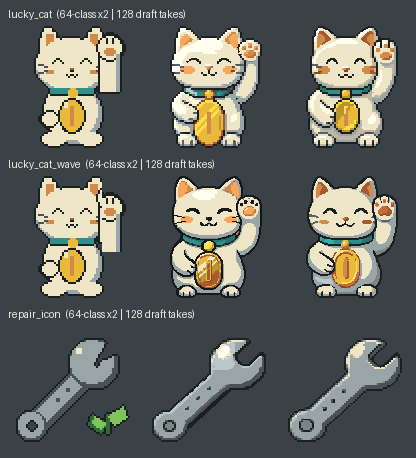 lucky_cat (64-class x2 | 128 draft takes)
lucky_cat_wave (64-class x2 | 128 draft takes)
repair_icon (64-class x2 | 128 draft takes)